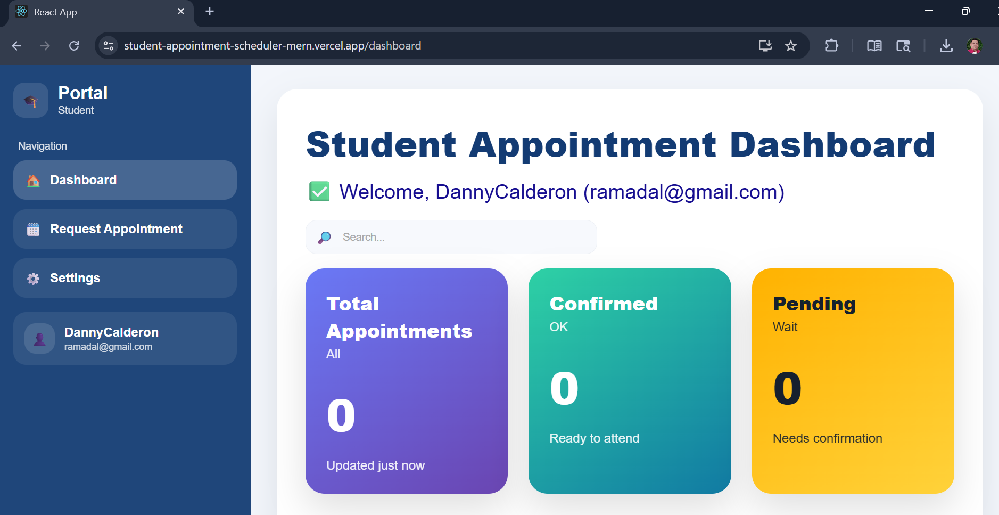 React App
student-appointment-scheduler-mern.vercel.app/dashboard
Portal
Student
Navigation
Dashboard
Request Appointment
Settings
DannyCalderon
ramadal@gmail.com
Student Appointment Dashboard
Welcome, DannyCalderon (ramadal@gmail.com)
Search...
Total
Appointments
All
0
Updated just now
Confirmed
OK
0
Ready to attend
Pending
Wait
0
Needs confirmation